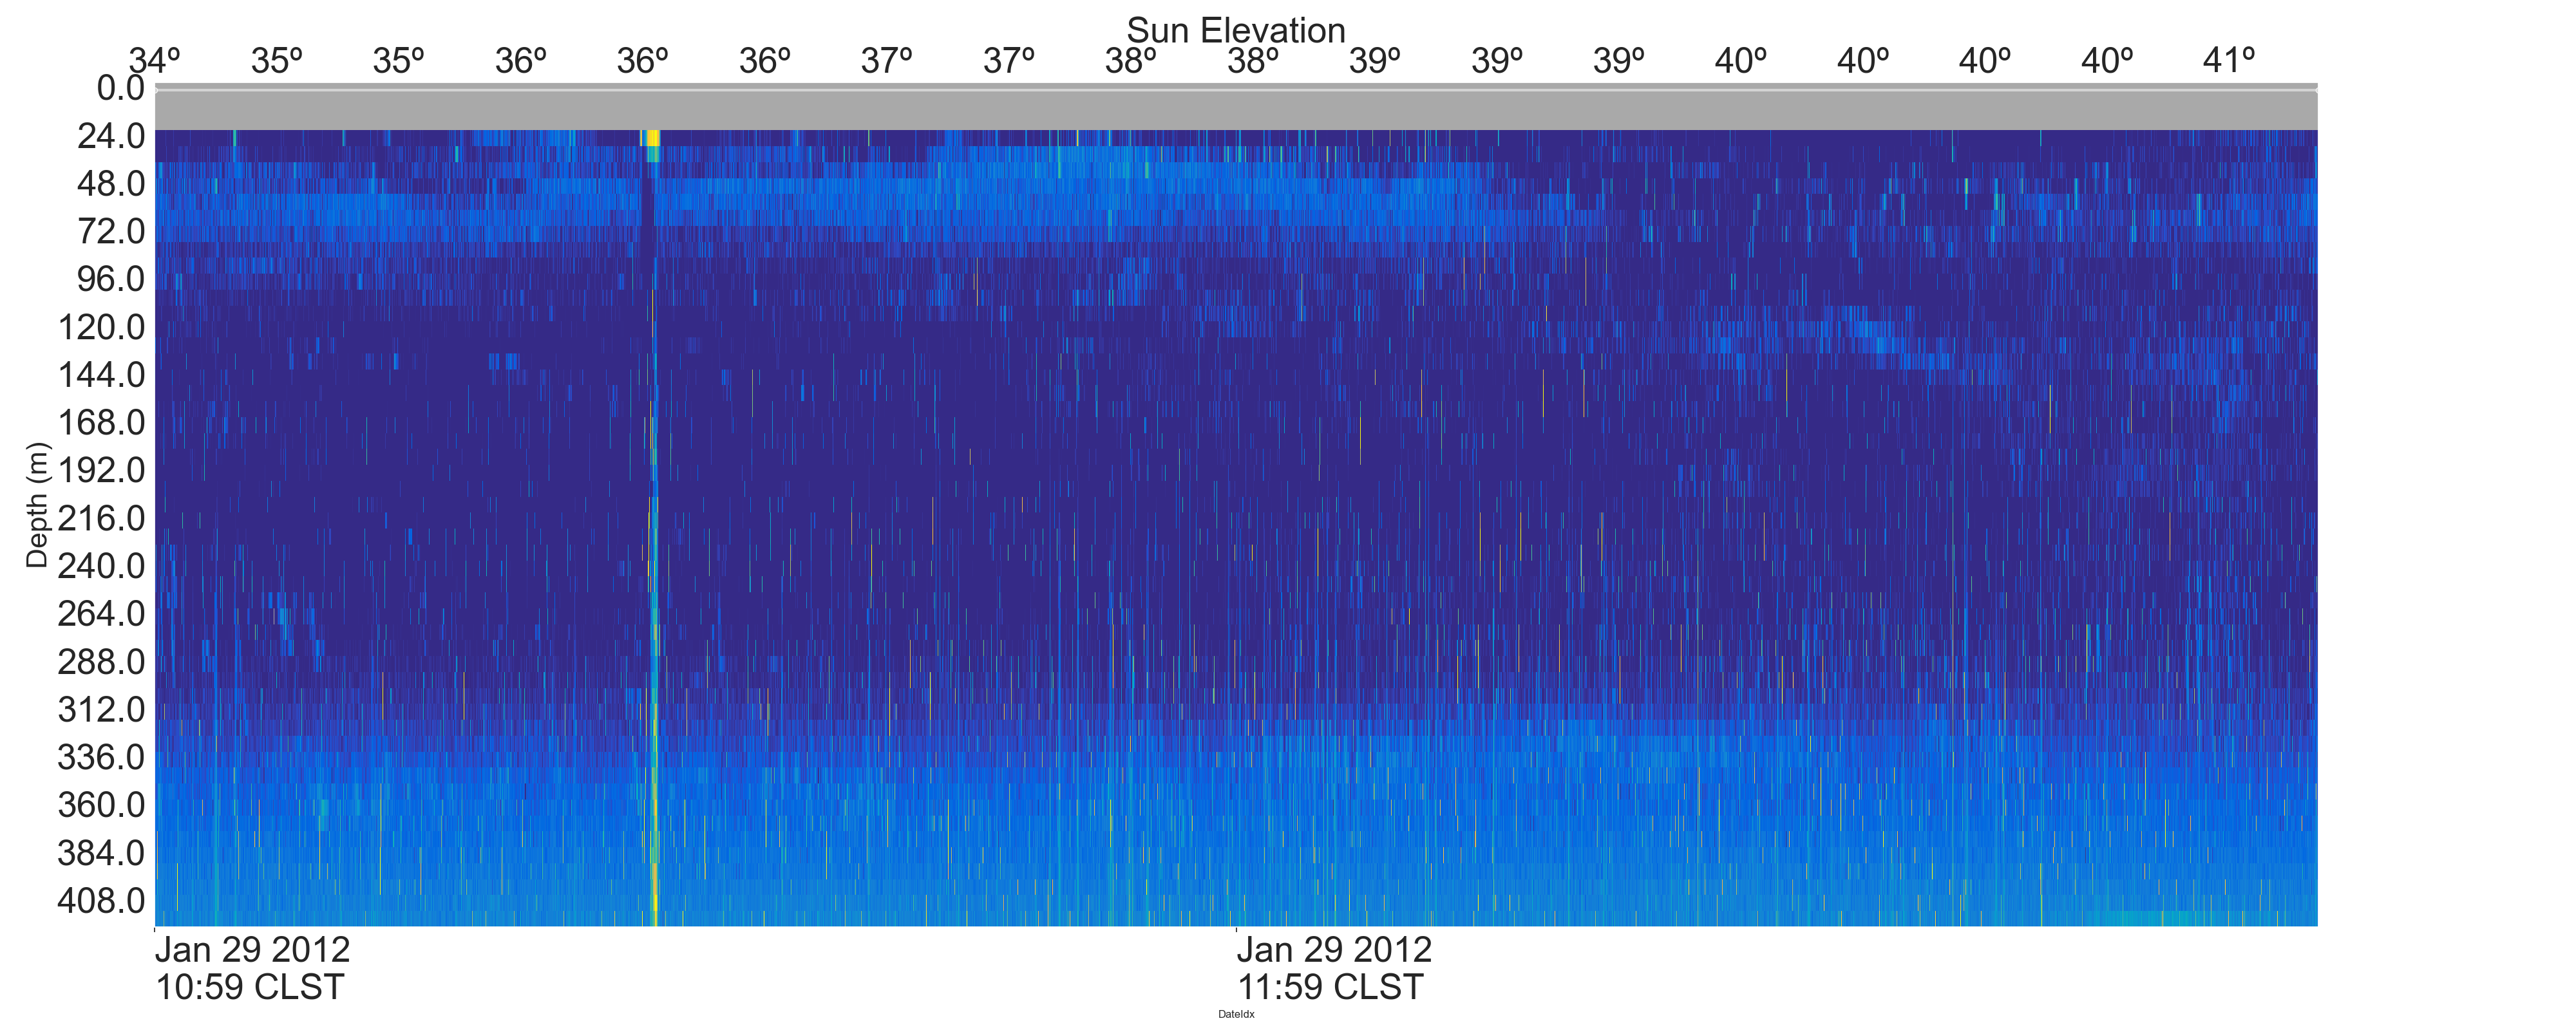 Sun Elevation
34º 35º 35º 36º 36º 36º 37º 37º 38º 38º 39º 39º 39º 40º 40º 40º 40º 41º
0.0
24.0
48.0
72.0
96.0
120.0
144.0
168.0
192.0
216.0
240.0
264.0
288.0
312.0
336.0
360.0
384.0
408.0
Depth (m)
Jan 29 2012
10:59 CLST
Jan 29 2012
11:59 CLST
DateIdx